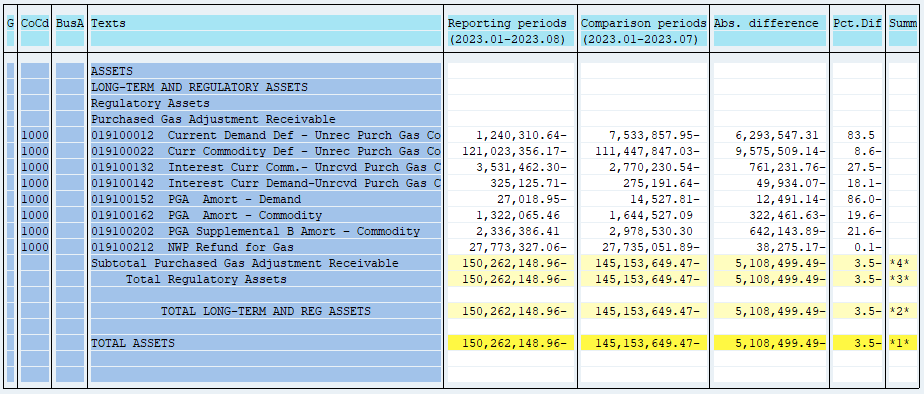 G CoCd BusA Texts Reporting periods Comparison periods Abs. difference Pct.Dif Summ
(2023.01-2023.08) (2023.01-2023.07)
ASSETS
LONG-TERM AND REGULATORY ASSETS
Regulatory Assets
Purchased Gas Adjustment Receivable
1000 019100012 Current Demand Def - Unrec Purch Gas Co 1,240,310.64- 7,533,857.95- 6,293,547.31 83.5
1000 019100022 Curr Commodity Def - Unrec Purch Gas Co 121,023,356.17- 111,447,847.03- 9,575,509.14- 8.6-
1000 019100132 Interest Curr Comm.- Unrcvd Purch Gas C 3,531,462.30- 2,770,230.54- 761,231.76- 27.5-
1000 019100142 Interest Curr Demand-Unrcvd Purch Gas C 325,125.71- 275,191.64- 49,934.07- 18.1-
1000 019100152 PGA Amort - Demand 27,018.95- 14,527.81- 12,491.14- 86.0-
1000 019100162 PGA Amort - Commodity 1,322,065.46 1,644,527.09 322,461.63- 19.6-
1000 019100202 PGA Supplemental B Amort - Commodity 2,336,386.41 2,978,530.30 642,143.89- 21.6-
1000 019100212 NWP Refund for Gas 27,773,327.06- 27,735,051.89- 38,275.17- 0.1-
Subtotal Purchased Gas Adjustment Receivable 150,262,148.96- 145,153,649.47- 5,108,499.49- 3.5- *4*
Total Regulatory Assets 150,262,148.96- 145,153,649.47- 5,108,499.49- 3.5- *3*
TOTAL LONG-TERM AND REG ASSETS 150,262,148.96- 145,153,649.47- 5,108,499.49- 3.5- *2*
TOTAL ASSETS 150,262,148.96- 145,153,649.47- 5,108,499.49- 3.5- *1*